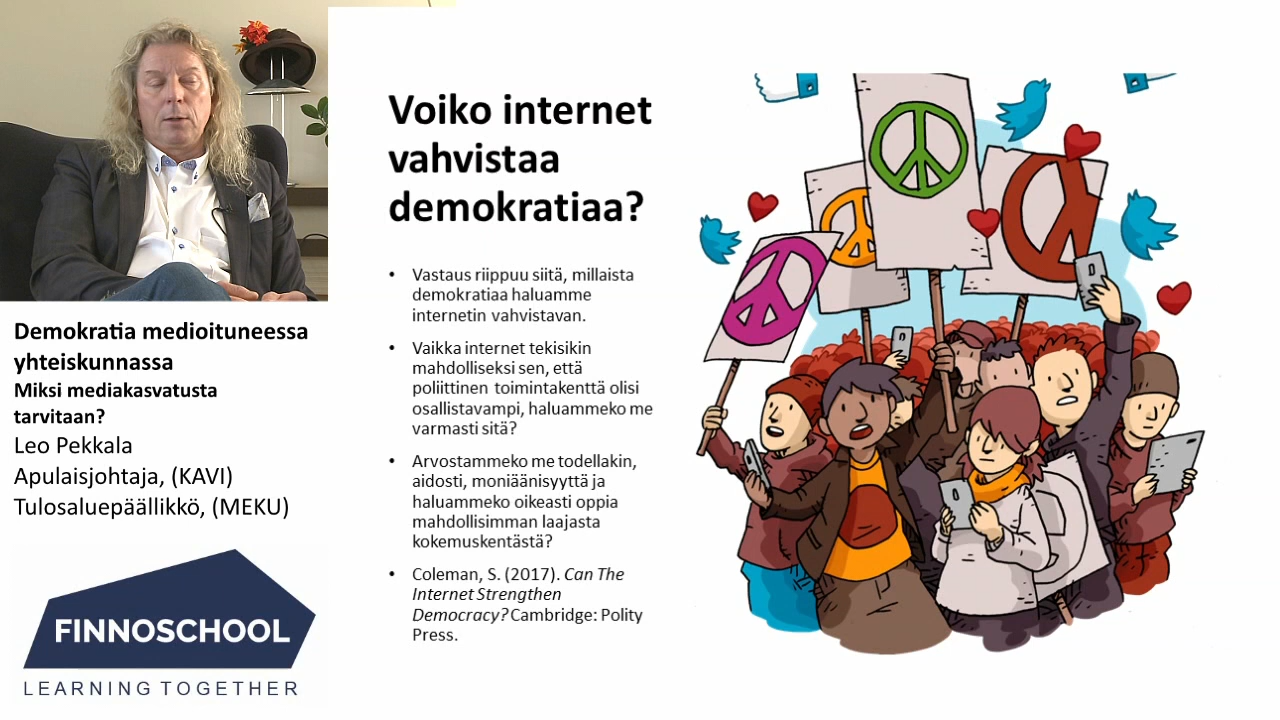 Voiko internet
vahvistaa
demokratiaa?
• Vastaus riippuu siitä, millaista
demokratiaa haluamme
internetin vahvistavan.
• Vaikka internet tekisikin
mahdolliseksi sen, että
poliittinen toimintakenttä olisi
osallistavampi, haluammeko me
varmasti sitä?
• Arvostammeko me todellakin,
aidosti, moniäänisyyttä ja
haluammeko oikeasti oppia
mahdollisimman laajasta
kokemuskentästä?
• Coleman, S. (2017). Can The
Internet Strengthen
Democracy? Cambridge: Polity
Press.
Demokratia medioituneessa
yhteiskunnassa
Miksi mediakasvatusta
tarvitaan?
Leo Pekkala
Apulaisjohtaja, (KAVI)
Tulosaluepäällikkö, (MEKU)
FINNOSCHOOL
LEARNING TOGETHER